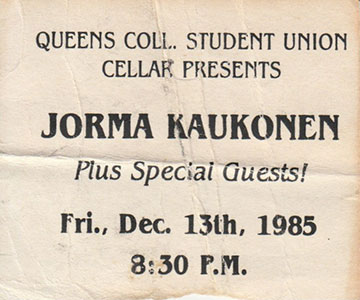 QUEENS COLL. STUDENT UNION
CELLAR PRESENTS
JORMA KAUKONEN
Plus Special Guests!
Fri., Dec. 13th, 1985
8:30 P.M.